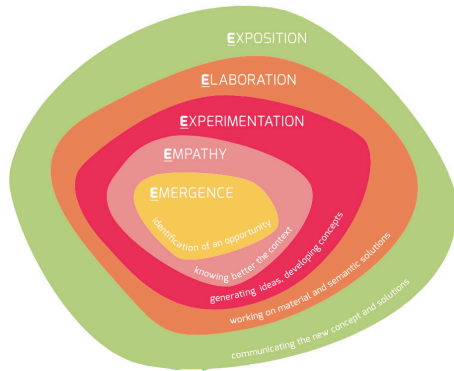 EXPOSITION
ELABORATION
EXPERIMENTATION
EMPATHY
EMERGENCE
identification of an opportunity
knowing better the context
generating ideas, developing concepts
working on material and semantic solutions
communicating the new concept and solutions